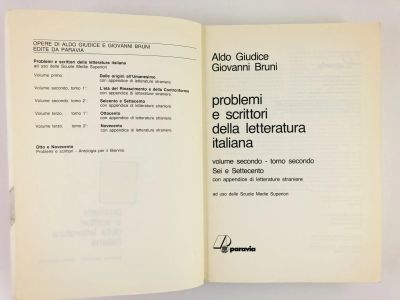 OPERE DI ALDO GIUDICE E GIOVANNI BRUNI
EDITE DA PARAVIA
Problemi e scrittori della letteratura italiana
ad uso delle Scuole Medie Superiori
Volume primo Dalle origini all'Umanesimo
con appendice di letterature straniere
Volume secondo, tomo 1°: L'età del Rinascimento e della Controriforma
con appendice di letterature straniere
Volume secondo, tomo 2°: Seicento e Settecento
con appendice di letterature straniere
Volume terzo, tomo 1°: Ottocento
con appendice di letterature straniere
Volume terzo, tomo 2°: Novecento
con appendice di letterature straniere
Otto e Novecento
Problemi e scrittori - Antologia per il Biennio
Aldo Giudice
Giovanni Bruni
problemi
e scrittori
della letteratura
italiana
volume secondo - tomo secondo
Sei e Settecento
con appendice di letterature straniere
ad uso delle Scuole Medie Superiori
paravia